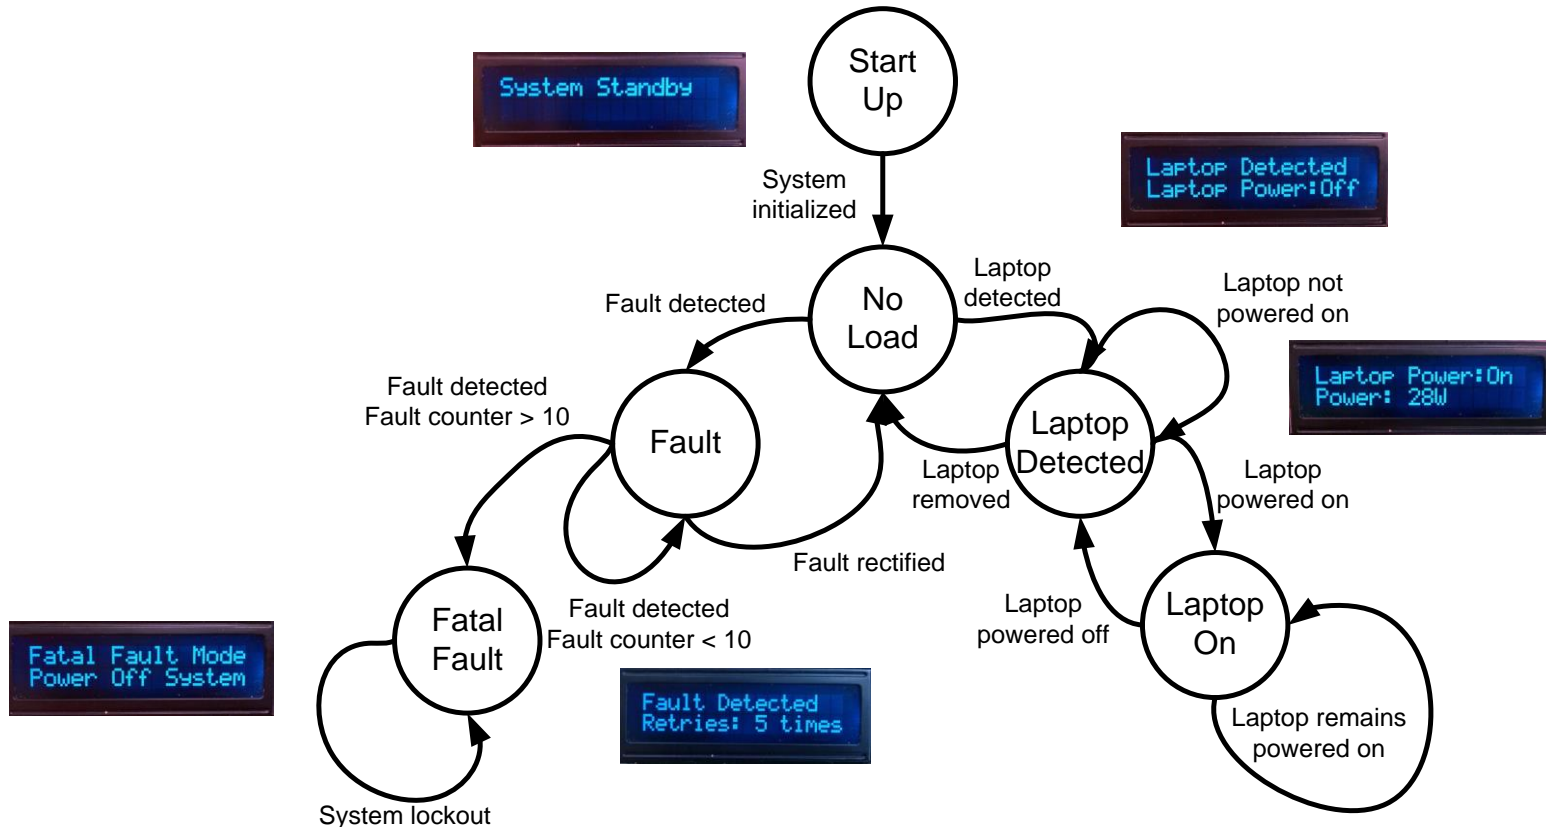 System Standby
Start
Up
System
initialized
Laptop Detected
Laptop Power:Off
No
Load
Laptop
detected
Fault detected
Laptop not
powered on
Laptop Power:On
Power: 28W
Fault detected
Fault counter > 10
Fault
Laptop
Detected
Laptop
removed
Laptop
powered on
Fault rectified
Fatal
Fault
Fault detected
Fault counter < 10
Laptop
powered off
Laptop
On
Fatal Fault Mode
Power Off System
Fault Detected
Retries: 5 times
Laptop remains
powered on
System lockout